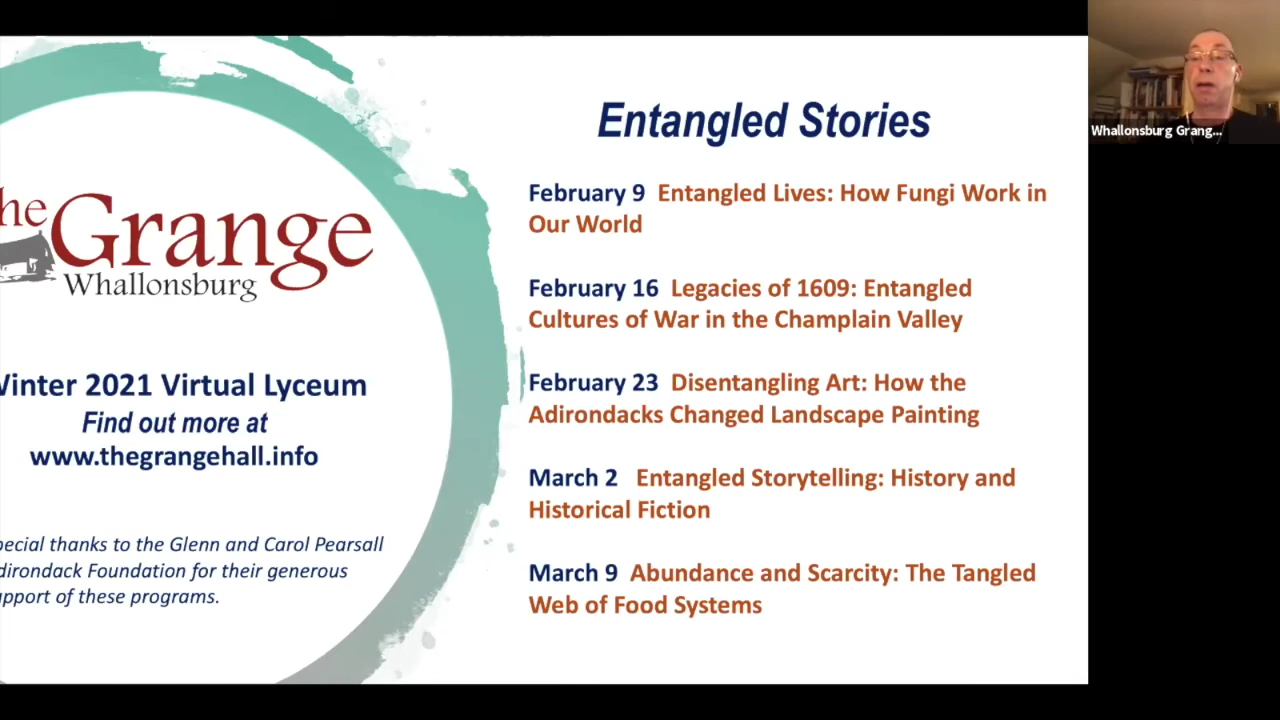 he Grange
Whallonsburg
Winter 2021 Virtual Lyceum
Find out more at
www.thegrangehall.info
pecial thanks to the Glenn and Carol Pearsall
dirondack Foundation for their generous
pport of these programs.
Entangled Stories
February 9 Entangled Lives: How Fungi Work in
Our World
February 16 Legacies of 1609: Entangled
Cultures of War in the Champlain Valley
February 23 Disentangling Art: How the
Adirondacks Changed Landscape Painting
March 2 Entangled Storytelling: History and
Historical Fiction
March 9 Abundance and Scarcity: The Tangled
Web of Food Systems
Whallonsburg Grang...